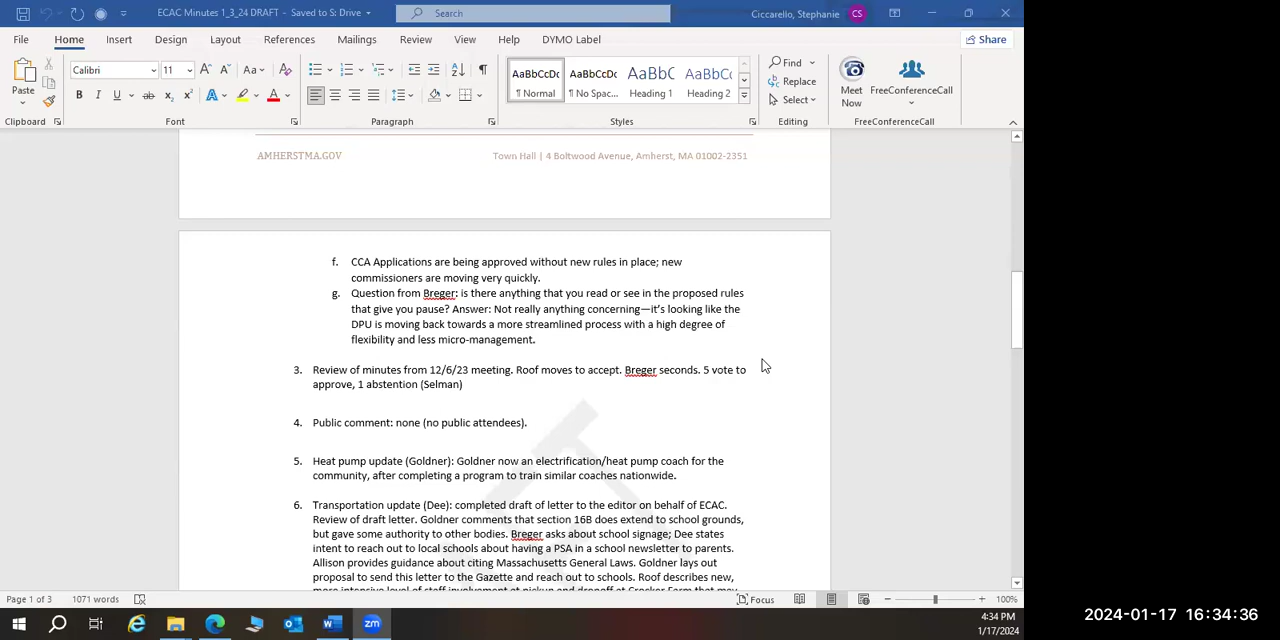 ECAC Minutes 1_3_24 DRAFT - Saved to S: Drive
Search
Ciccarello, Stephanie
CS
File Home Insert Design Layout References Mailings Review View Help DYMO Label
Share
Paste
Calibri
11
Find
Replace
Select
AaBbCcDc
¶ Normal
AaBbCcDc
¶ No Spac...
AaBbC
Heading 1
AaBbCc
Heading 2
Meet Now
FreeConferenceCall
Clipboard
Font
Paragraph
Styles
Editing
FreeConferenceCall
AMHERSTMA.GOV
Town Hall | 4 Boltwood Avenue, Amherst, MA 01002-2351
f. CCA Applications are being approved without new rules in place; new
commissioners are moving very quickly.
g. Question from Breger: is there anything that you read or see in the proposed rules
that give you pause? Answer: Not really anything concerning—it’s looking like the
DPU is moving back towards a more streamlined process with a high degree of
flexibility and less micro-management.
3. Review of minutes from 12/6/23 meeting. Roof moves to accept. Breger seconds. 5 vote to
approve, 1 abstention (Selman)
4. Public comment: none (no public attendees).
5. Heat pump update (Goldner): Goldner now an electrification/heat pump coach for the
community, after completing a program to train similar coaches nationwide.
6. Transportation update (Dee): completed draft of letter to the editor on behalf of ECAC.
Review of draft letter. Goldner comments that section 16B does extend to school grounds,
but gave some authority to other bodies. Breger asks about school signage; Dee states
intent to reach out to local schools about having a PSA in a school newsletter to parents.
Allison provides guidance about citing Massachusetts General Laws. Goldner lays out
proposal to send this letter to the Gazette and reach out to schools. Roof describes new,
more intensive level of staff involvement at pickup and dropoff at Crocker Farm that may
Page 1 of 3
1071 words
Focus
100%
4:34 PM
1/17/2024
2024-01-17 16:34:36